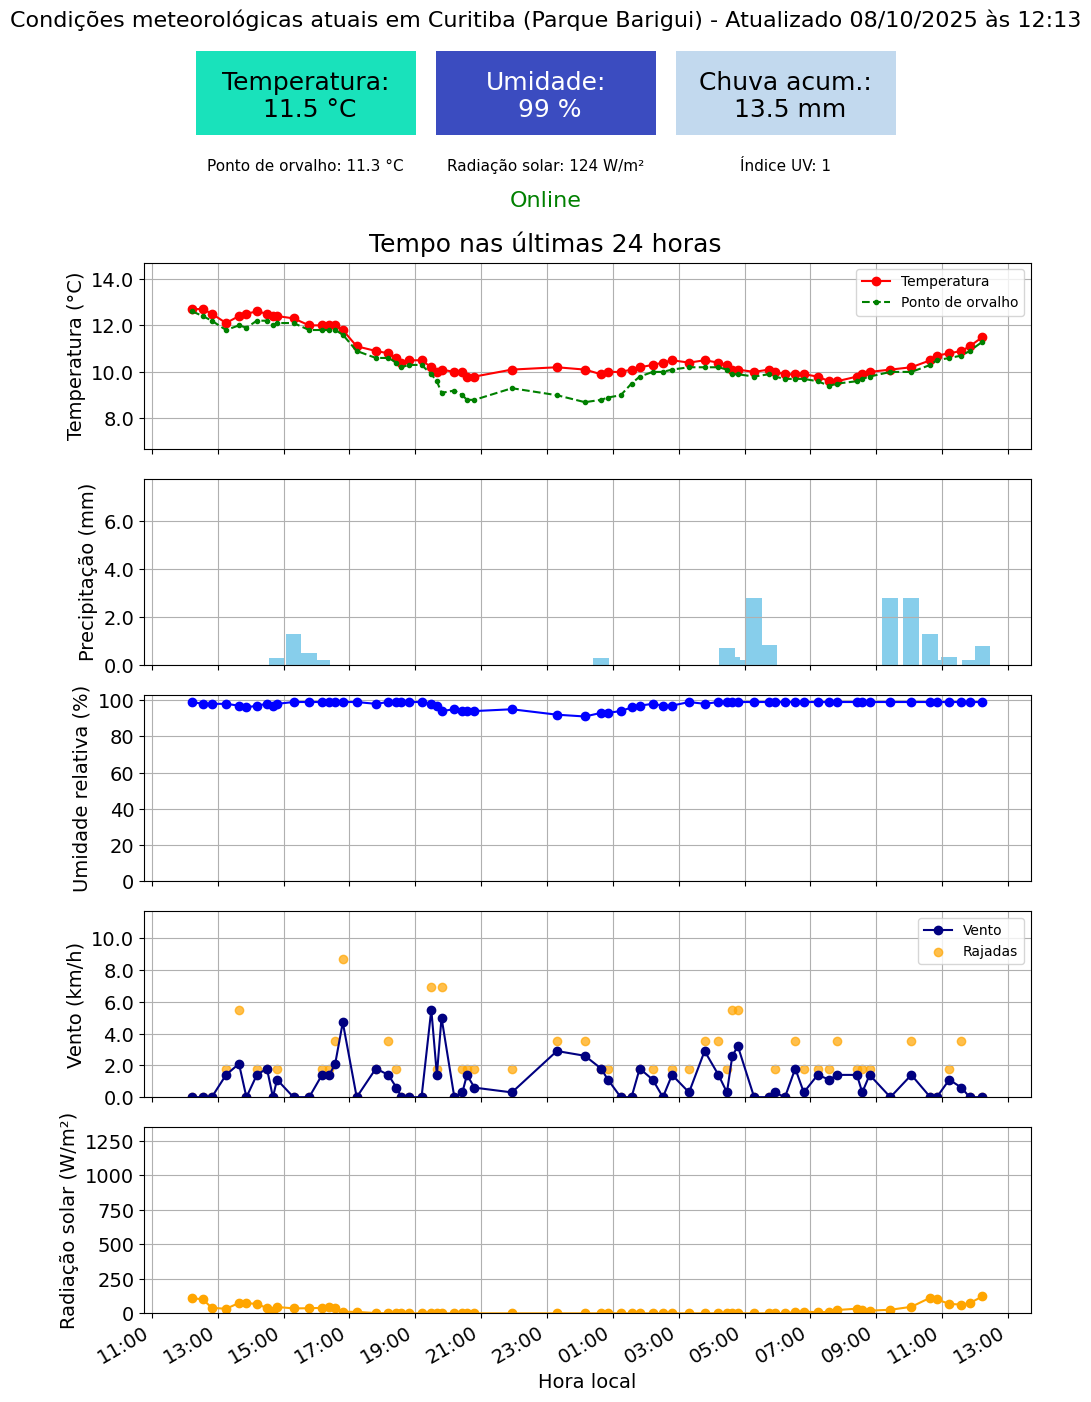 Condições meteorológicas atuais em Curitiba (Parque Barigui) - Atualizado 08/10/2025 às 12:13
Temperatura:
11.5 °C
Umidade:
99 %
Chuva acum.:
13.5 mm
Ponto de orvalho: 11.3 °C
Radiação solar: 124 W/m²
Índice UV: 1
Online
Tempo nas últimas 24 horas
Temperatura (°C)
14.0
12.0
10.0
8.0
Temperatura
Ponto de orvalho
Precipitação (mm)
6.0
4.0
2.0
0.0
Umidade relativa (%)
100
80
60
40
20
0
Vento (km/h)
10.0
8.0
6.0
4.0
2.0
0.0
Vento
Rajadas
Radiação solar (W/m²)
1250
1000
750
500
250
0
11:00 13:00 15:00 17:00 19:00 21:00 23:00 01:00 03:00 05:00 07:00 09:00 11:00 13:00
Hora local